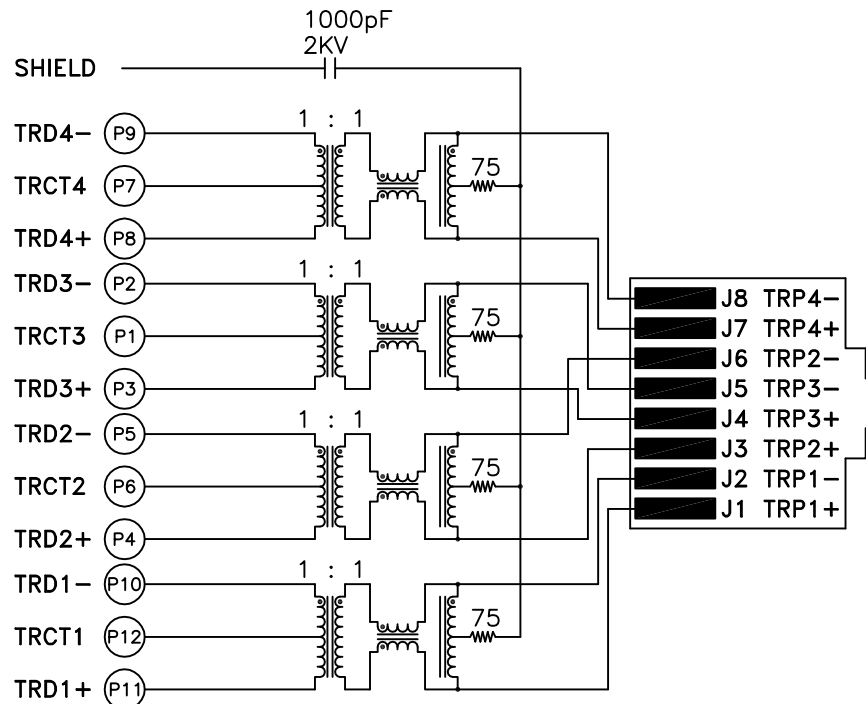 1000pF
2KV
SHIELD
1 : 1
TRD4- P9
75
TRCT4 P7
TRD4+ P8
1 : 1
TRD3- P2
75
TRCT3 P1
TRD3+ P3
1 : 1
TRD2- P5
75
TRCT2 P6
TRD2+ P4
1 : 1
TRD1- P10
75
TRCT1 P12
TRD1+ P11
J8 TRP4-
J7 TRP4+
J6 TRP2-
J5 TRP3-
J4 TRP3+
J3 TRP2+
J2 TRP1-
J1 TRP1+